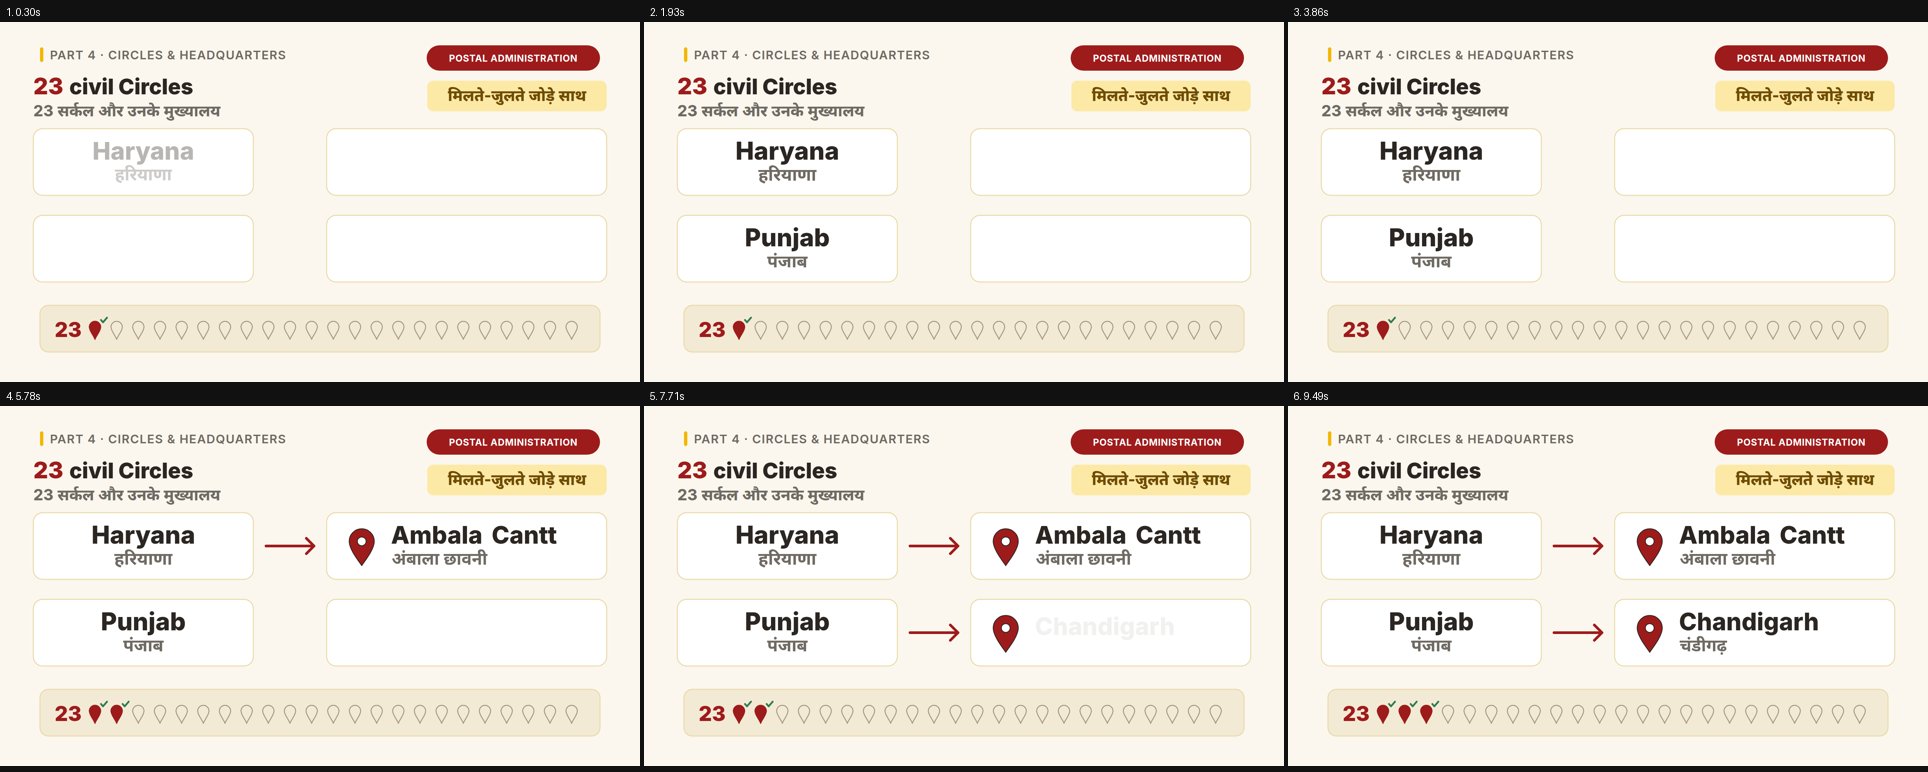 1. 0.30s
PART 4 · CIRCLES & HEADQUARTERS
POSTAL ADMINISTRATION
23 civil Circles
मिलते-जुलते जोड़े साथ
23 सर्कल और उनके मुख्यालय
Haryana
हरियाणा
23
2. 1.93s
PART 4 · CIRCLES & HEADQUARTERS
POSTAL ADMINISTRATION
23 civil Circles
मिलते-जुलते जोड़े साथ
23 सर्कल और उनके मुख्यालय
Haryana
हरियाणा
Punjab
पंजाब
23
3. 3.86s
PART 4 · CIRCLES & HEADQUARTERS
POSTAL ADMINISTRATION
23 civil Circles
मिलते-जुलते जोड़े साथ
23 सर्कल और उनके मुख्यालय
Haryana
हरियाणा
Punjab
पंजाब
23
4. 5.78s
PART 4 · CIRCLES & HEADQUARTERS
POSTAL ADMINISTRATION
23 civil Circles
मिलते-जुलते जोड़े साथ
23 सर्कल और उनके मुख्यालय
Haryana
हरियाणा
Ambala Cantt
अंबाला छावनी
Punjab
पंजाब
23
5. 7.71s
PART 4 · CIRCLES & HEADQUARTERS
POSTAL ADMINISTRATION
23 civil Circles
मिलते-जुलते जोड़े साथ
23 सर्कल और उनके मुख्यालय
Haryana
हरियाणा
Ambala Cantt
अंबाला छावनी
Punjab
पंजाब
Chandigarh
23
6. 9.49s
PART 4 · CIRCLES & HEADQUARTERS
POSTAL ADMINISTRATION
23 civil Circles
मिलते-जुलते जोड़े साथ
23 सर्कल और उनके मुख्यालय
Haryana
हरियाणा
Ambala Cantt
अंबाला छावनी
Punjab
पंजाब
Chandigarh
चंडीगढ़
23